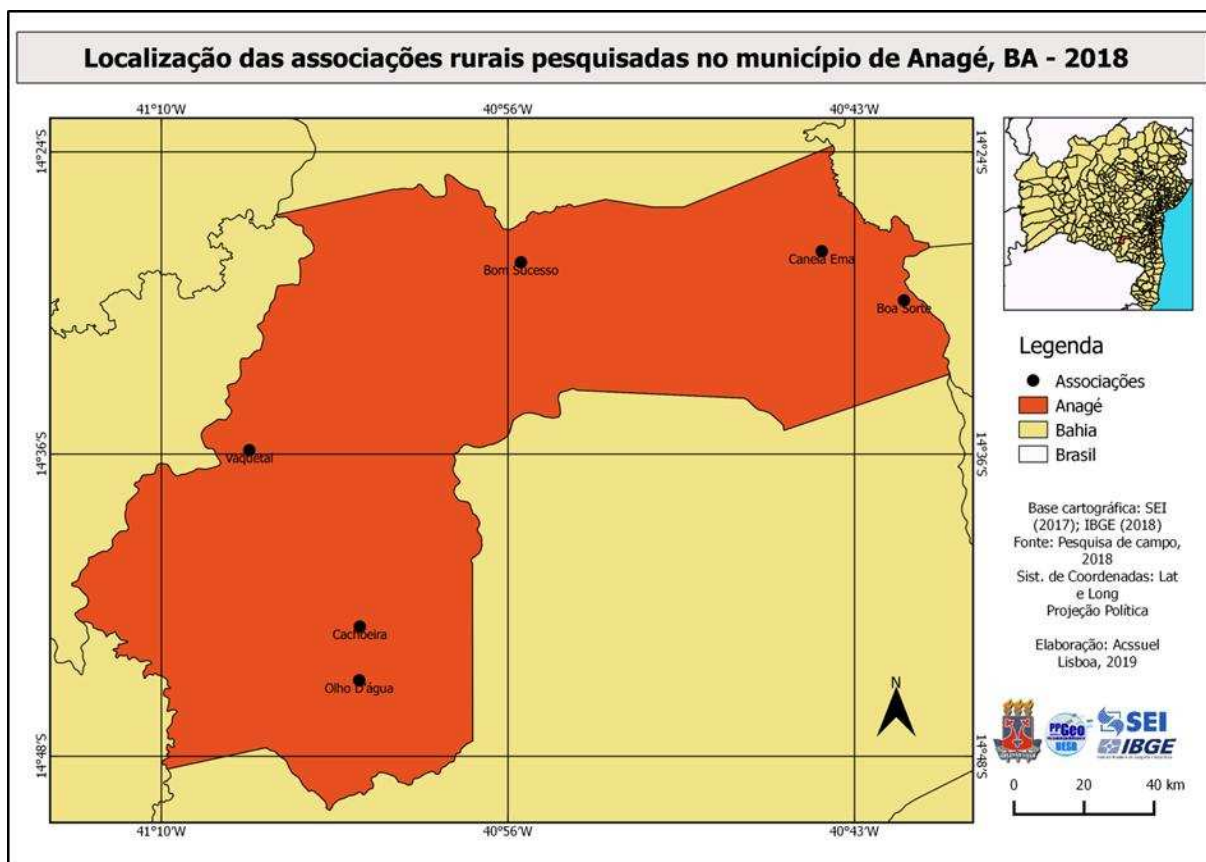 Localização das associações rurais pesquisadas no município de Anagé, BA - 2018
41°10'W 40°56'W 40°43'W
14°24'S 14°24'S
Bom Sucesso
Canela Ema
Boa Sorte
14°36'S 14°36'S
Vaquetal
Cachoeira
Olho D'água
N
14°48'S 14°48'S
41°10'W 40°56'W 40°43'W
Legenda
Associações
Anagé
Bahia
Brasil
Base cartográfica: SEI
(2017); IBGE (2018)
Fonte: Pesquisa de campo,
2018
Sist. de Coordenadas: Lat
e Long
Projeção Política
Elaboração: Acssuel
Lisboa, 2019
PPGeo
UESB
SEI
IBGE
0 20 40 km